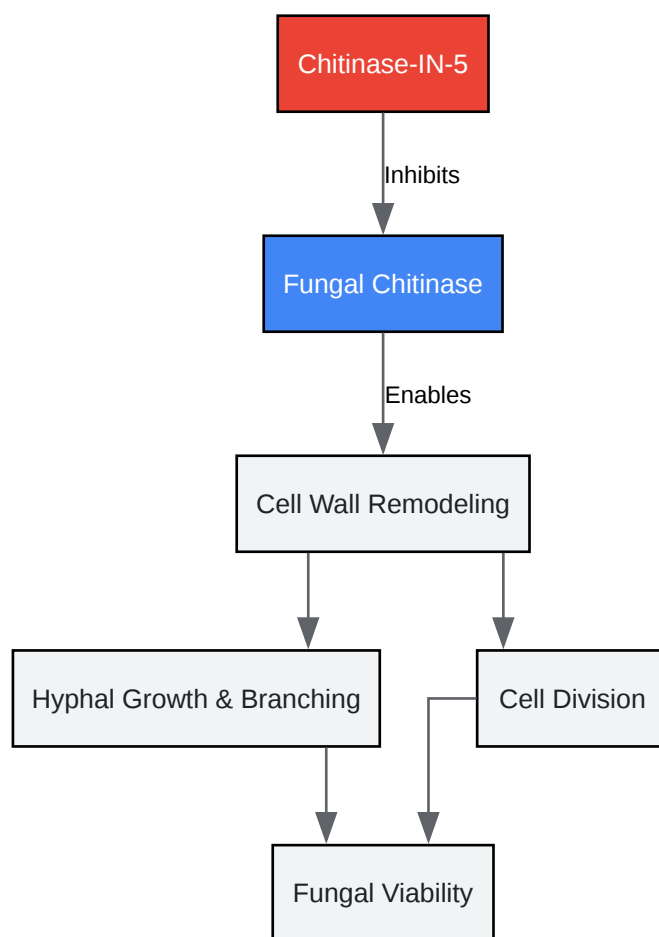 Chitinase-IN-5
Inhibits
Fungal Chitinase
Enables
Cell Wall Remodeling
Hyphal Growth & Branching
Cell Division
Fungal Viability